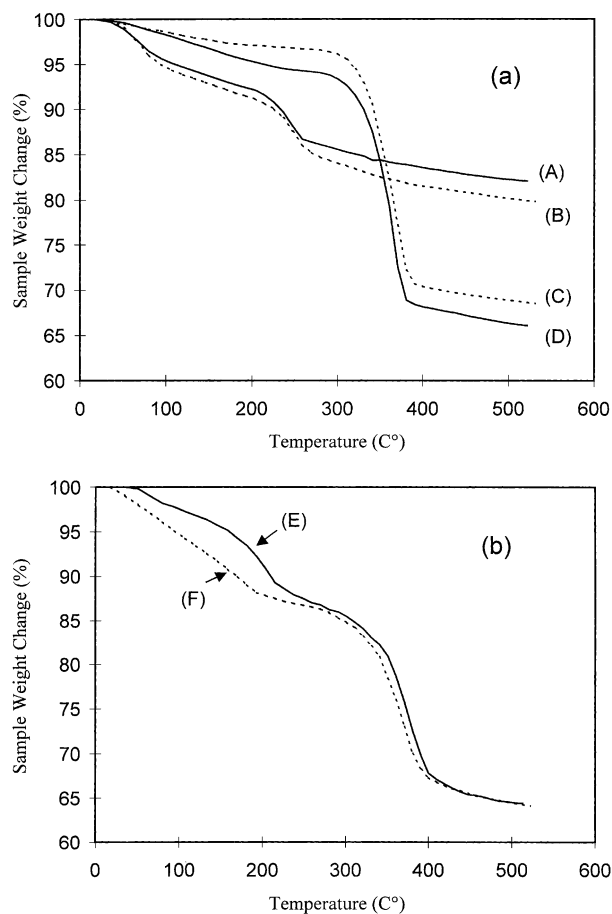 100
95
90
85
80
75
70
65
60
Sample Weight Change (%)
(a)
(A)
(B)
(C)
(D)
0 100 200 300 400 500 600
Temperature (C°)
100
95
90
85
80
75
70
65
60
Sample Weight Change (%)
(b)
(E)
(F)
0 100 200 300 400 500 600
Temperature (C°)